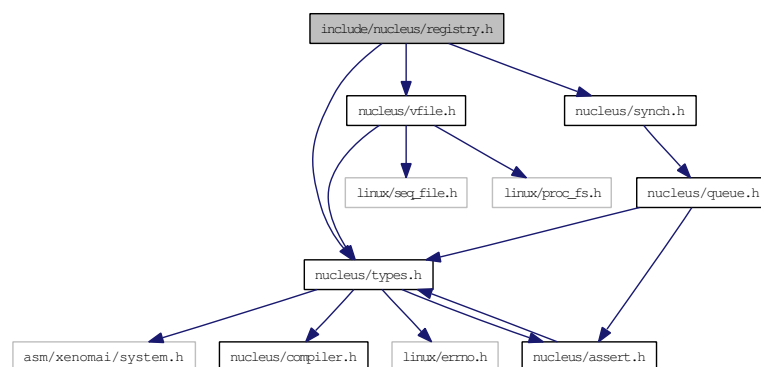 include/nucleus/registry.h
nucleus/vfile.h
nucleus/synch.h
linux/seq_file.h
linux/proc_fs.h
nucleus/queue.h
nucleus/types.h
asm/xenomai/system.h
nucleus/compiler.h
linux/errno.h
nucleus/assert.h